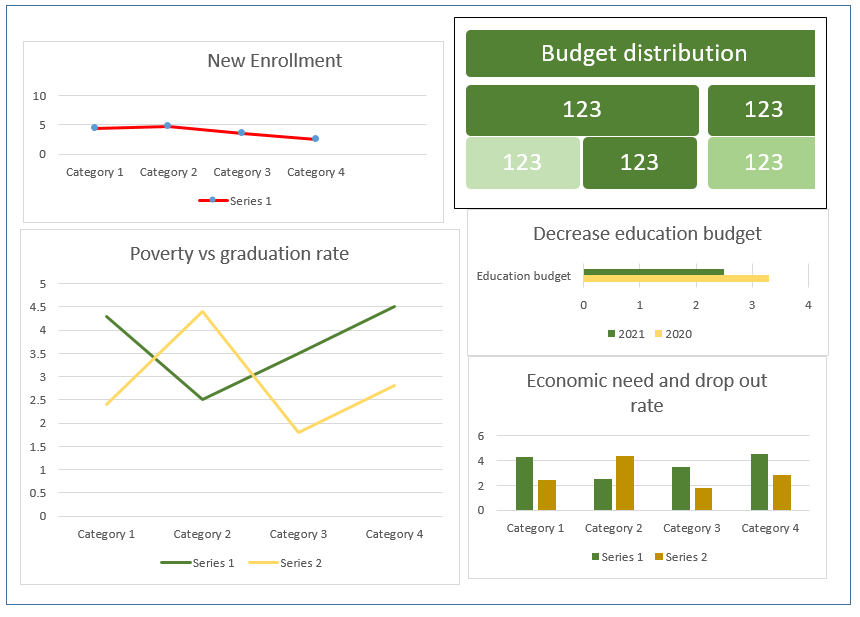 New Enrollment
10
5
0
Category 1 Category 2 Category 3 Category 4
Series 1
Budget distribution
123 123
123 123 123
Poverty vs graduation rate
5
4.5
4
3.5
3
2.5
2
1.5
1
0.5
0
Category 1 Category 2 Category 3 Category 4
Series 1 Series 2
Decrease education budget
Education budget
0 1 2 3 4
2021 2020
Economic need and drop out
rate
6
4
2
0
Category 1 Category 2 Category 3 Category 4
Series 1 Series 2